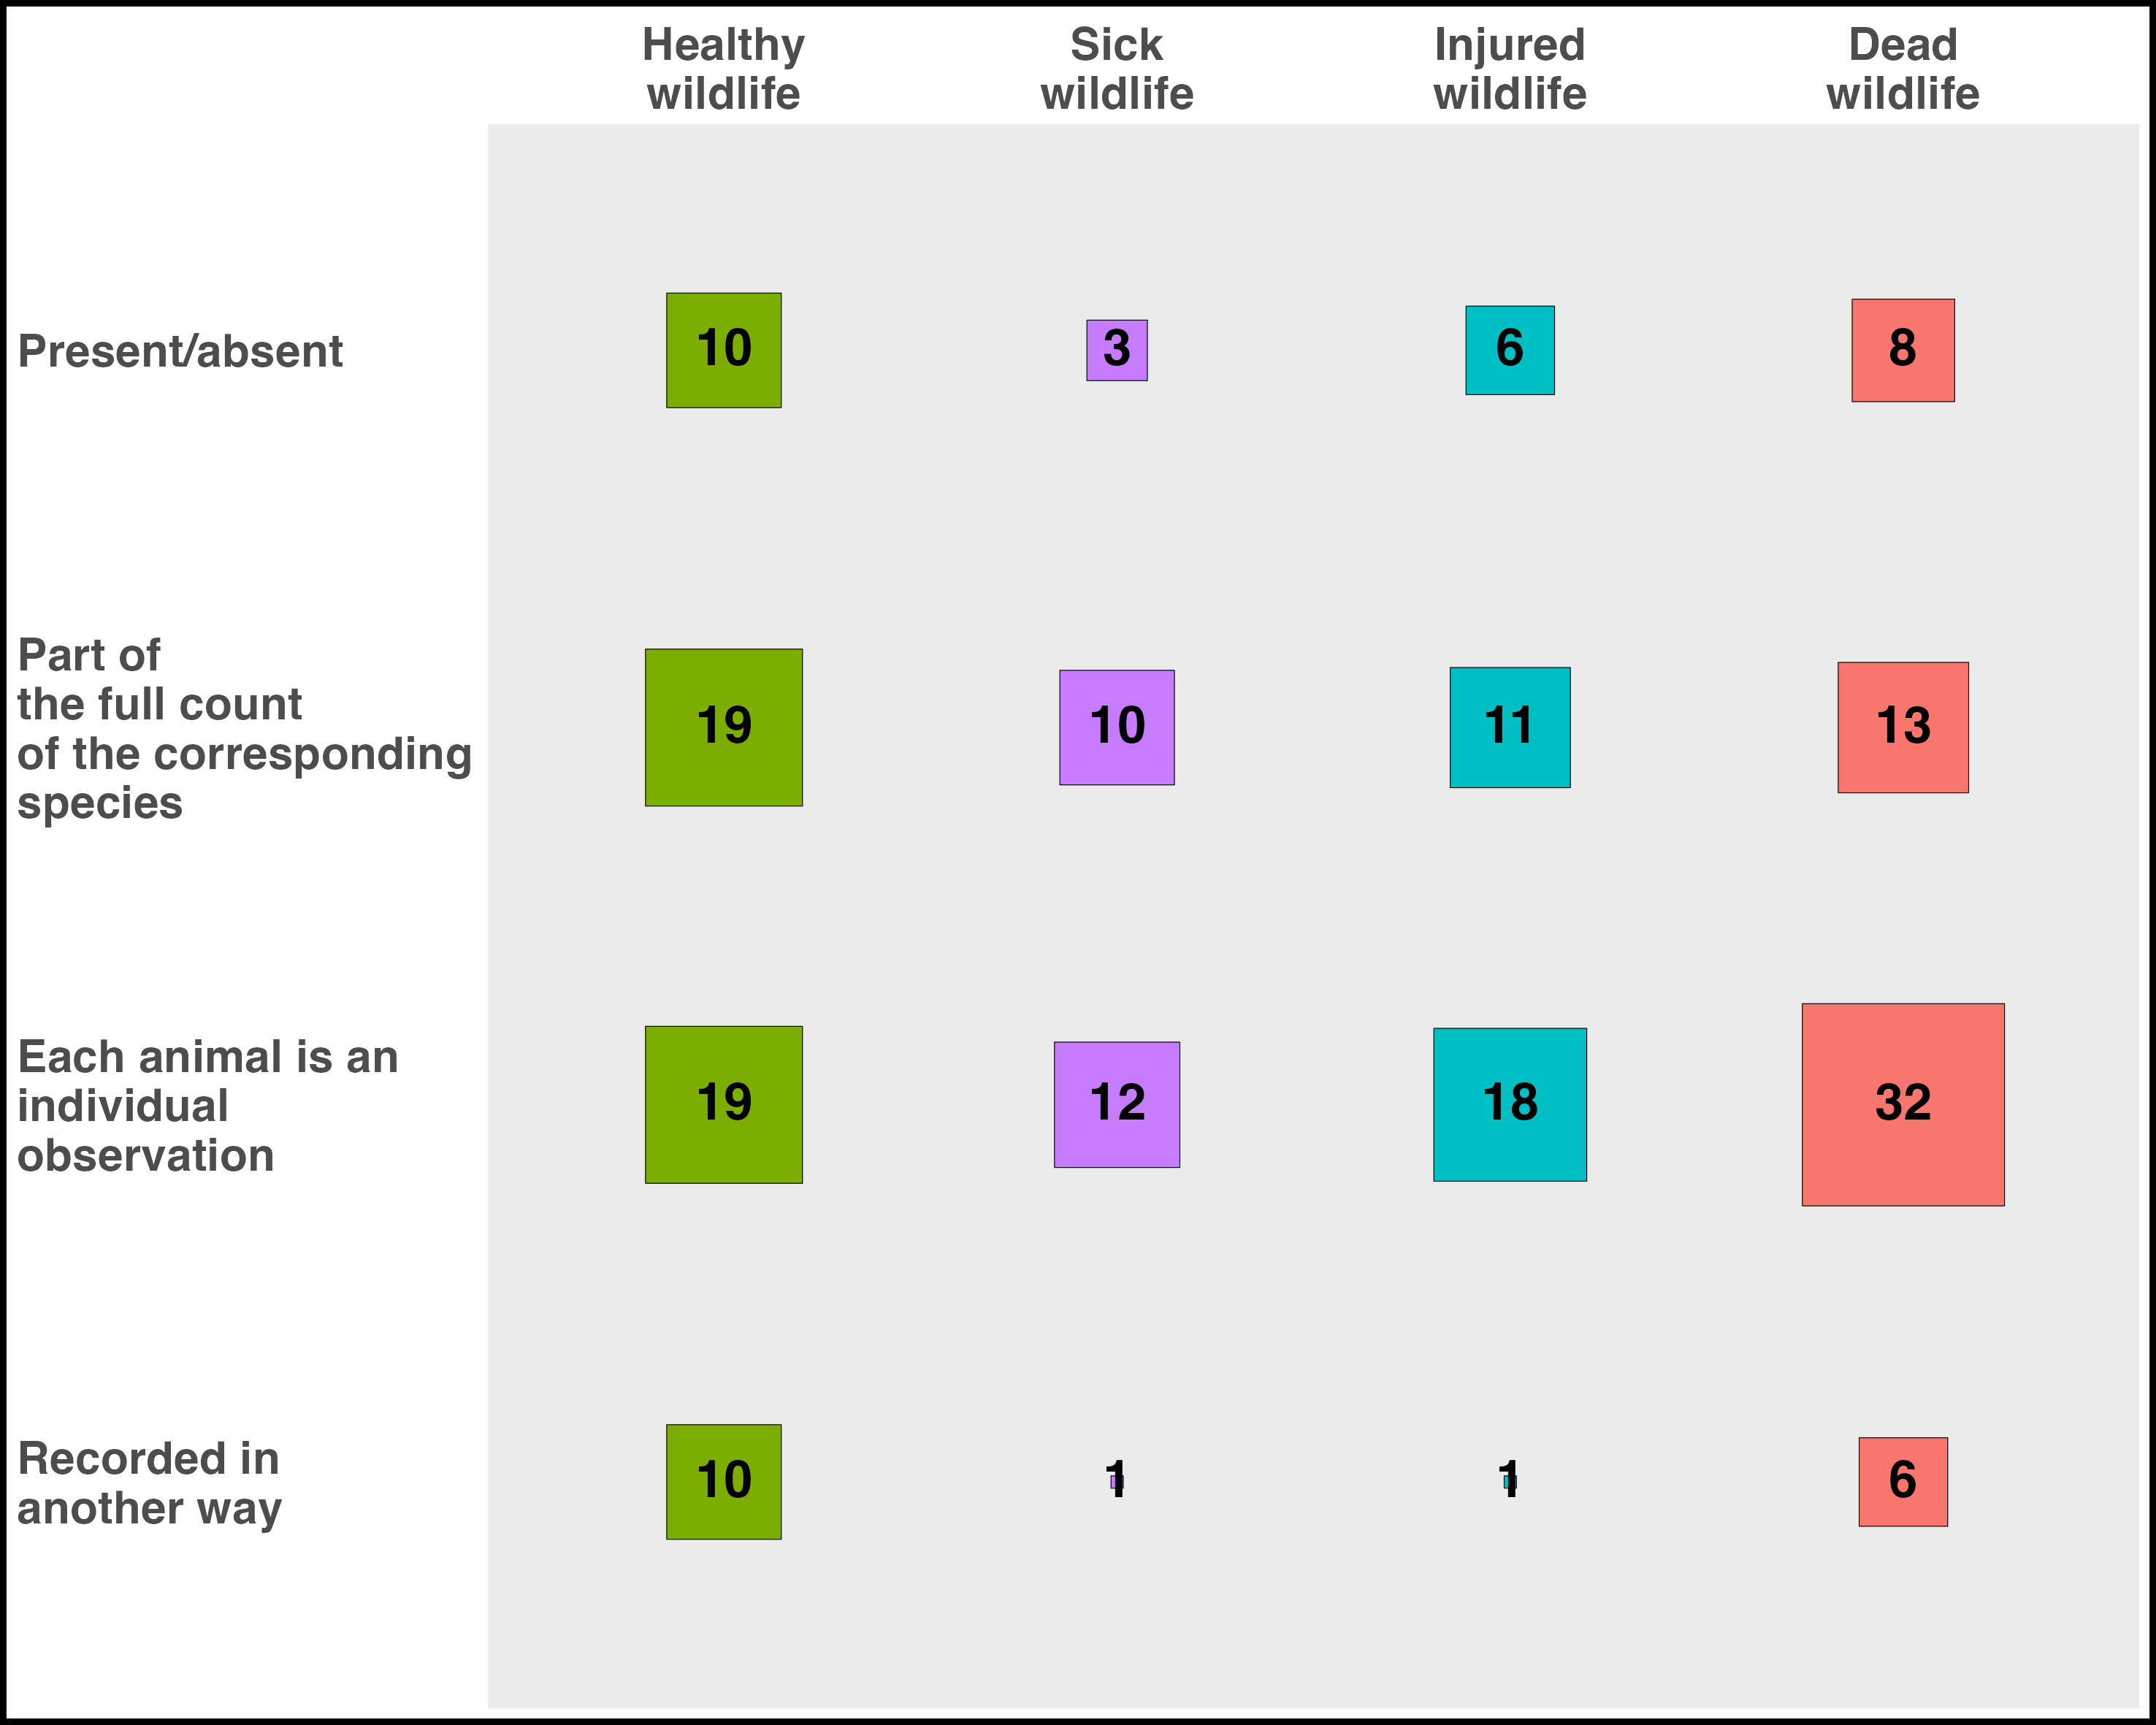 Healthy
wildlife
Sick
wildlife
Injured
wildlife
Dead
wildlife
Present/absent
10
3
6
8
Part of
the full count
of the corresponding
species
19
10
11
13
Each animal is an
individual
observation
19
12
18
32
Recorded in
another way
10
1
1
6